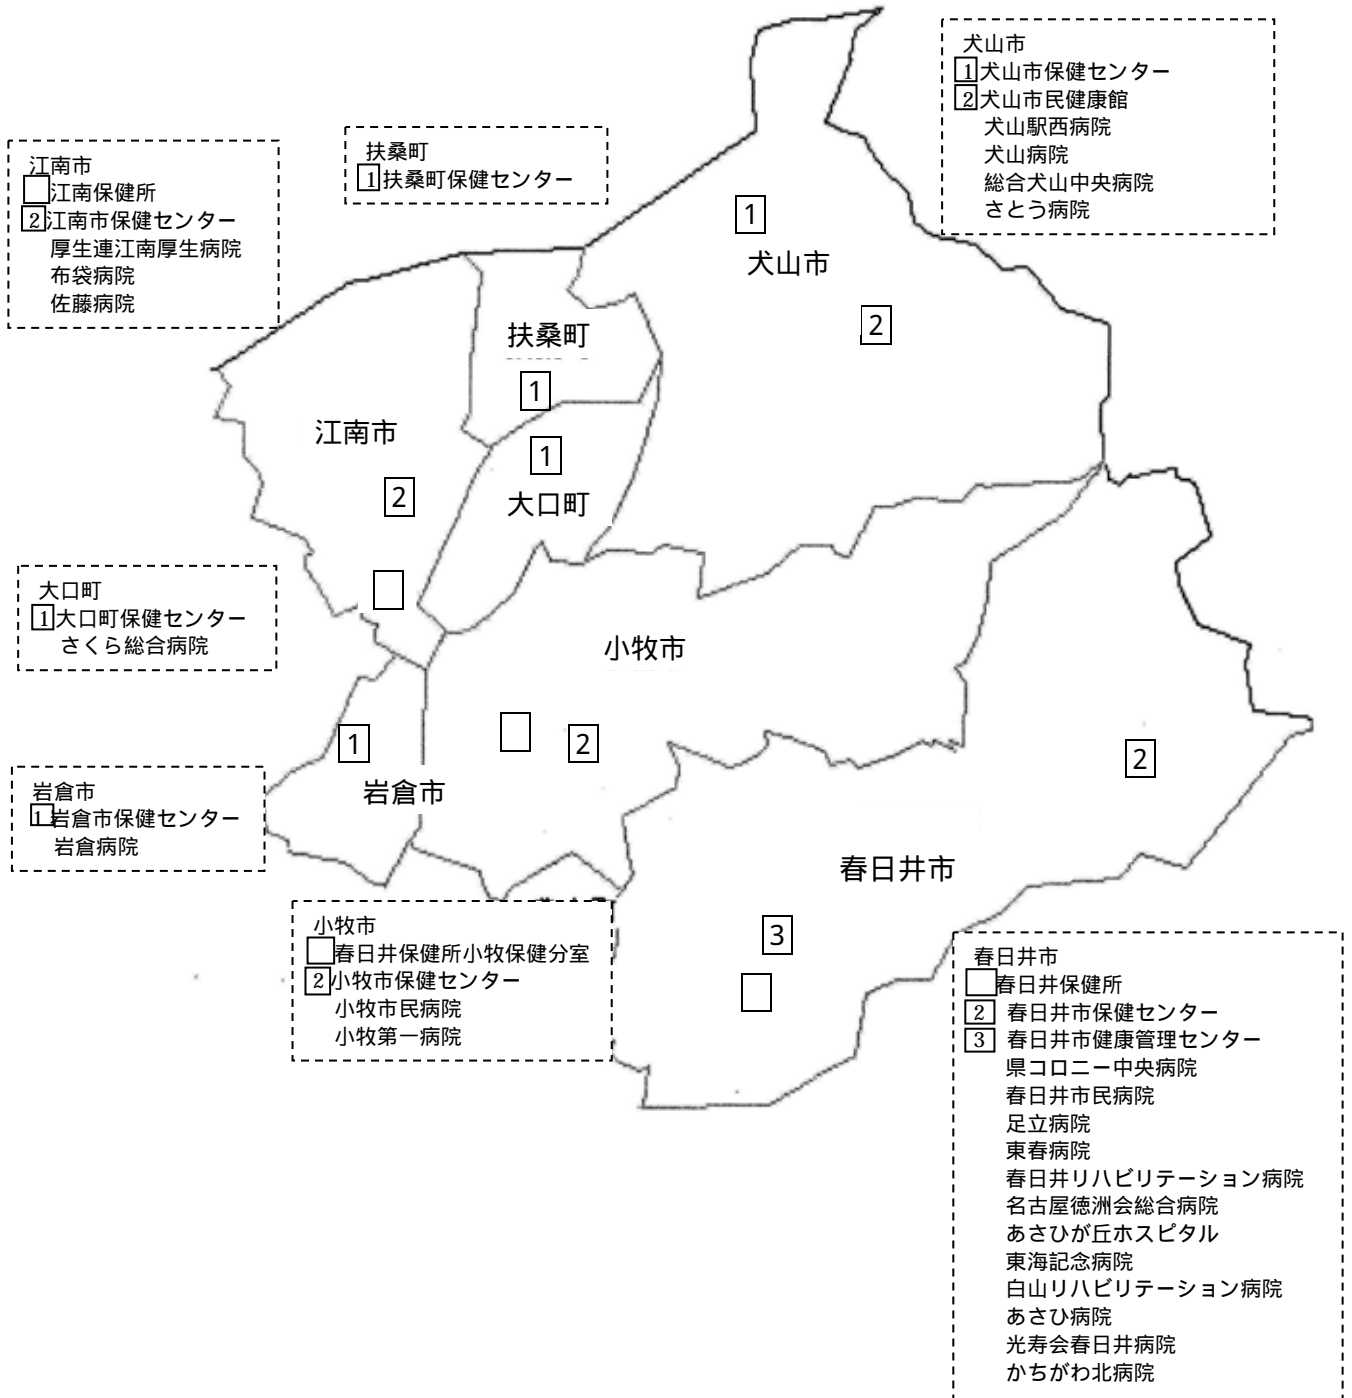 犬山市
1 犬山市保健センター
2 犬山市民健康館
犬山駅西病院
犬山病院
総合犬山中央病院
さとう病院
扶桑町
1 扶桑町保健センター
江南市
江南保健所
2 江南市保健センター
厚生連江南厚生病院
布袋病院
佐藤病院
1
犬山市
2
扶桑町
1
江南市
1
2
大口町
大口町
1 大口町保健センター
さくら総合病院
小牧市
1
2
2
岩倉市
岩倉市
1 岩倉市保健センター
岩倉病院
春日井市
3
小牧市
春日井保健所小牧保健分室
2 小牧市保健センター
小牧市民病院
小牧第一病院
春日井市
春日井保健所
2 春日井市保健センター
3 春日井市健康管理センター
県コロニー中央病院
春日井市民病院
足立病院
東春病院
春日井リハビリテーション病院
名古屋徳洲会総合病院
あさひが丘ホスピタル
東海記念病院
白山リハビリテーション病院
あさひ病院
光寿会春日井病院
かちがわ北病院